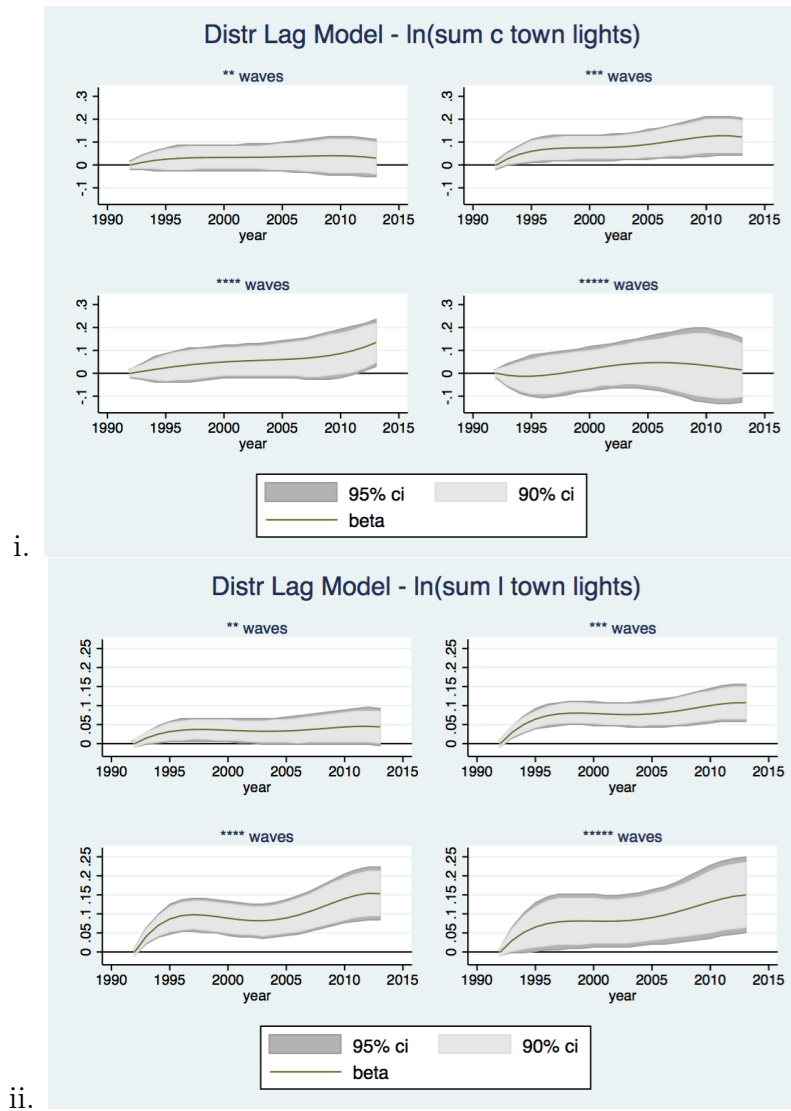 Distr Lag Model - ln(sum c town lights)
** waves
-.1 0 .1 .2 .3
1990 1995 2000 2005 2010 2015
year
*** waves
-.1 0 .1 .2 .3
1990 1995 2000 2005 2010 2015
year
**** waves
-.1 0 .1 .2 .3
1990 1995 2000 2005 2010 2015
year
***** waves
-.1 0 .1 .2 .3
1990 1995 2000 2005 2010 2015
year
95% ci 90% ci
beta
i.
Distr Lag Model - ln(sum l town lights)
** waves
0 .05 .1 .15 .2 .25
1990 1995 2000 2005 2010 2015
year
*** waves
0 .05 .1 .15 .2 .25
1990 1995 2000 2005 2010 2015
year
**** waves
0 .05 .1 .15 .2 .25
1990 1995 2000 2005 2010 2015
year
***** waves
0 .05 .1 .15 .2 .25
1990 1995 2000 2005 2010 2015
year
95% ci 90% ci
beta
ii.